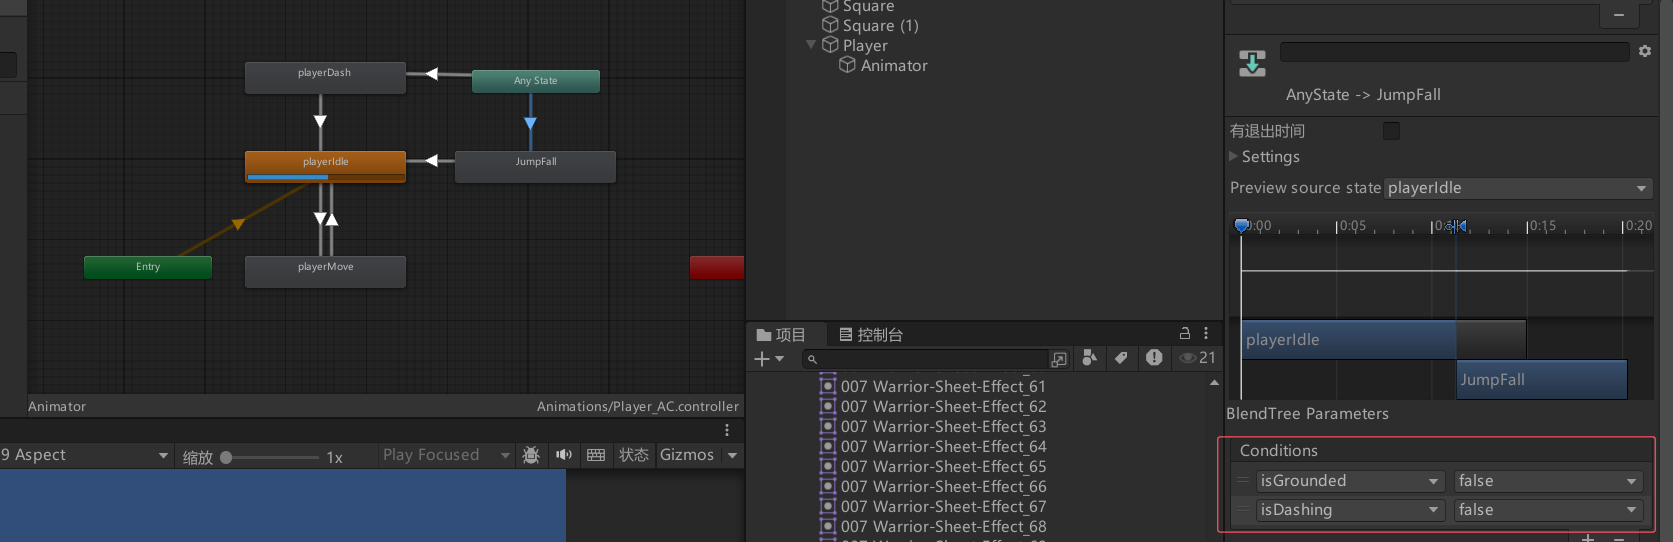 playerDash
Any State
playerIdle
JumpFall
Entry
playerMove
Animator
Animations/Player_AC.controller
9 Aspect
缩放
1x
Play Focused
状态
Gizmos
Square
Square (1)
Player
Animator
项目
控制台
21
007 Warrior-Sheet-Effect_61
007 Warrior-Sheet-Effect_62
007 Warrior-Sheet-Effect_63
007 Warrior-Sheet-Effect_64
007 Warrior-Sheet-Effect_65
007 Warrior-Sheet-Effect_66
007 Warrior-Sheet-Effect_67
007 Warrior-Sheet-Effect_68
AnyState -> JumpFall
有退出时间
Settings
Preview source state playerIdle
0:05 0:15 0:20
playerIdle
JumpFall
BlendTree Parameters
Conditions
isGrounded false
isDashing false